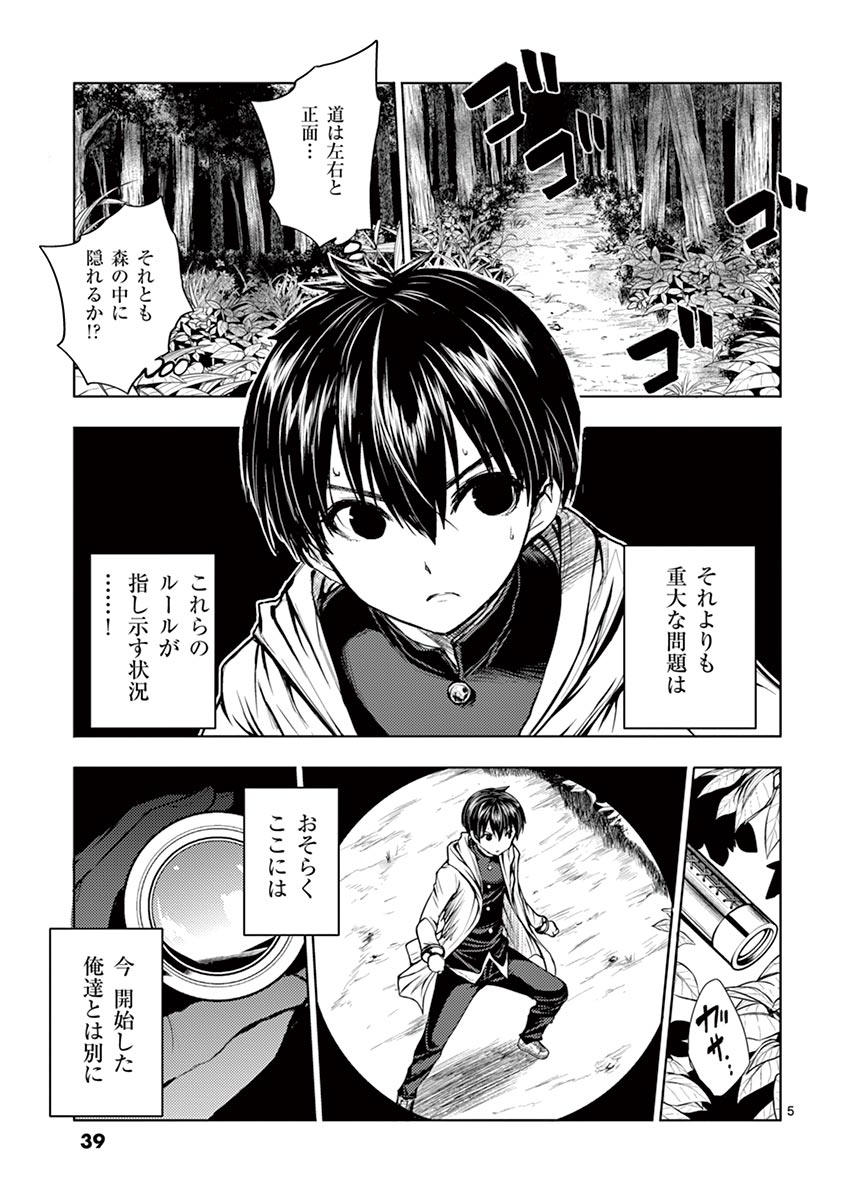 ゴ
ゴ
ゴ
ゴ
道は左右と
正面…
それとも
森の中に
隠れるか!?
それよりも
重大な問題は
これらの
ルールが
指し示す状況
……!
ガサ…
おそらく
ここには
今 開始した
俺達とは別に
5
39